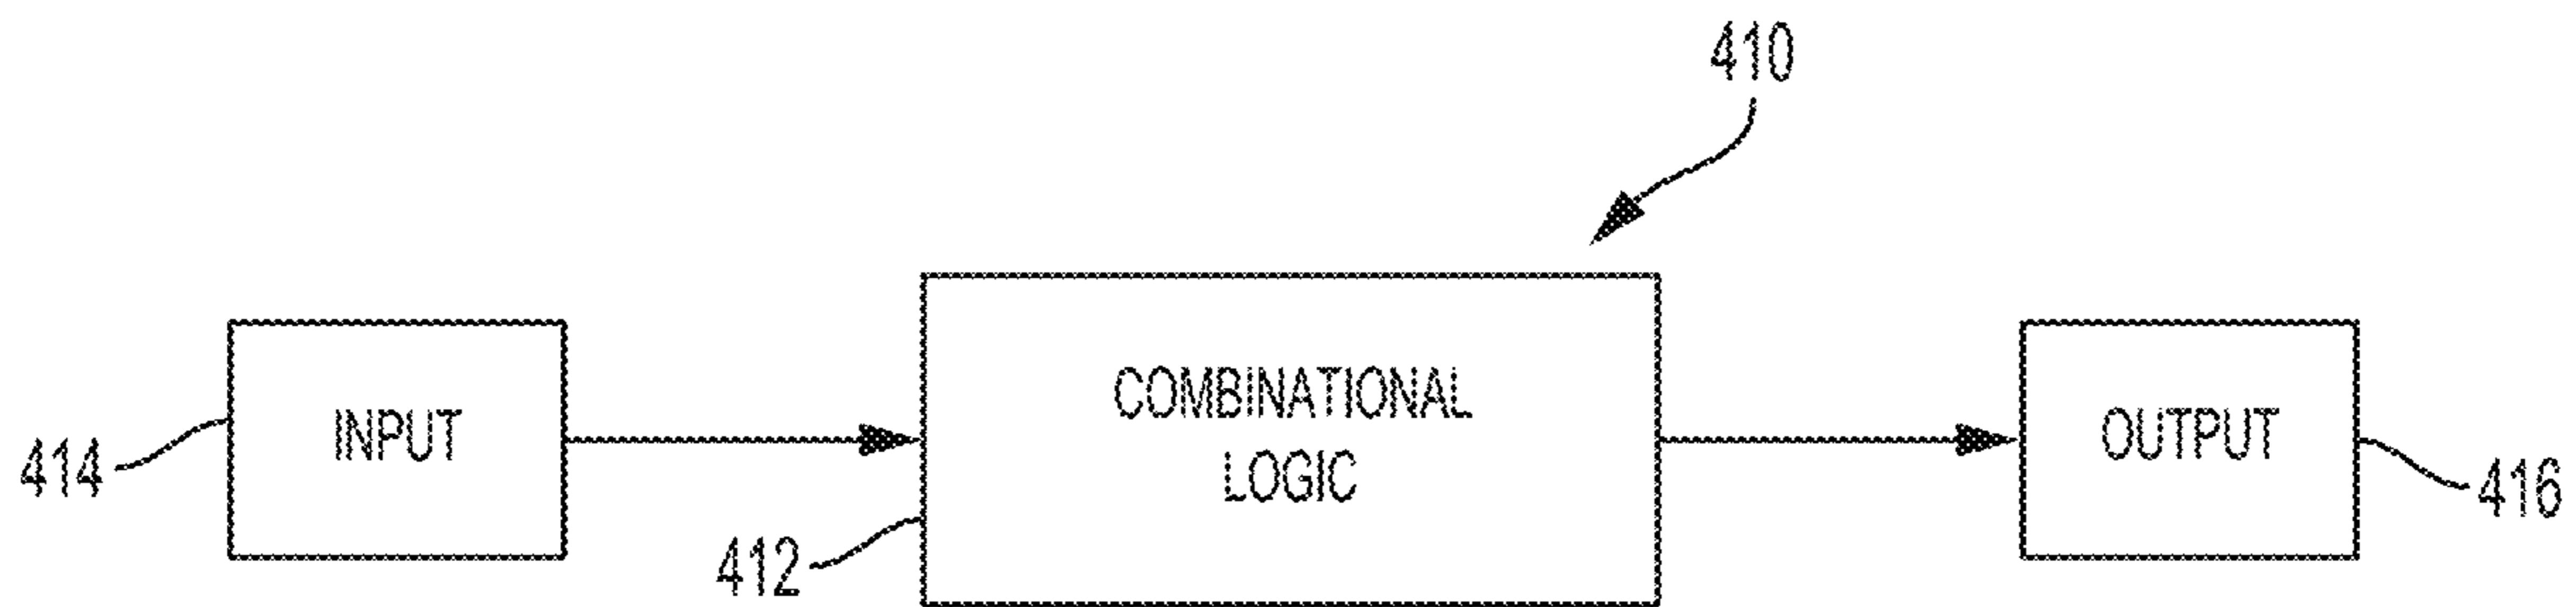 410
COMBINATIONAL
LOGIC
INPUT
OUTPUT
414
412
416